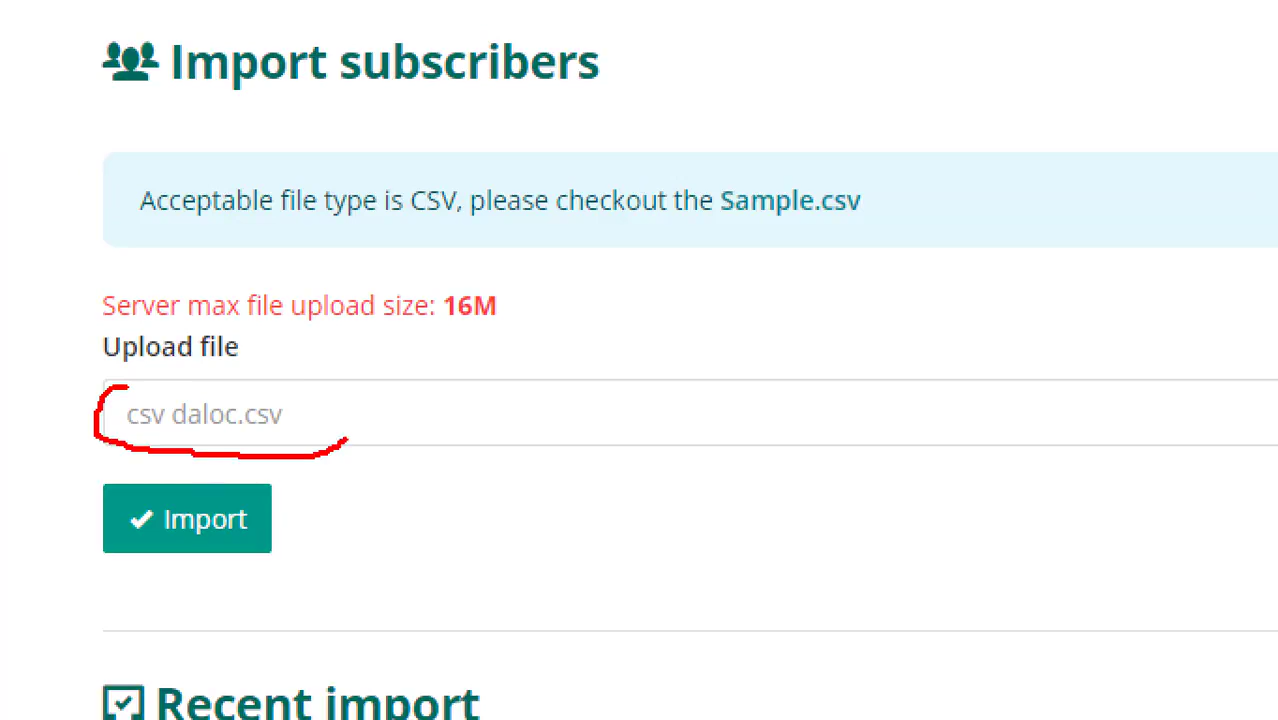 Import subscribers
Acceptable file type is CSV, please checkout the Sample.csv
Server max file upload size: 16M
Upload file
csv daloc.csv
Import
Recent import